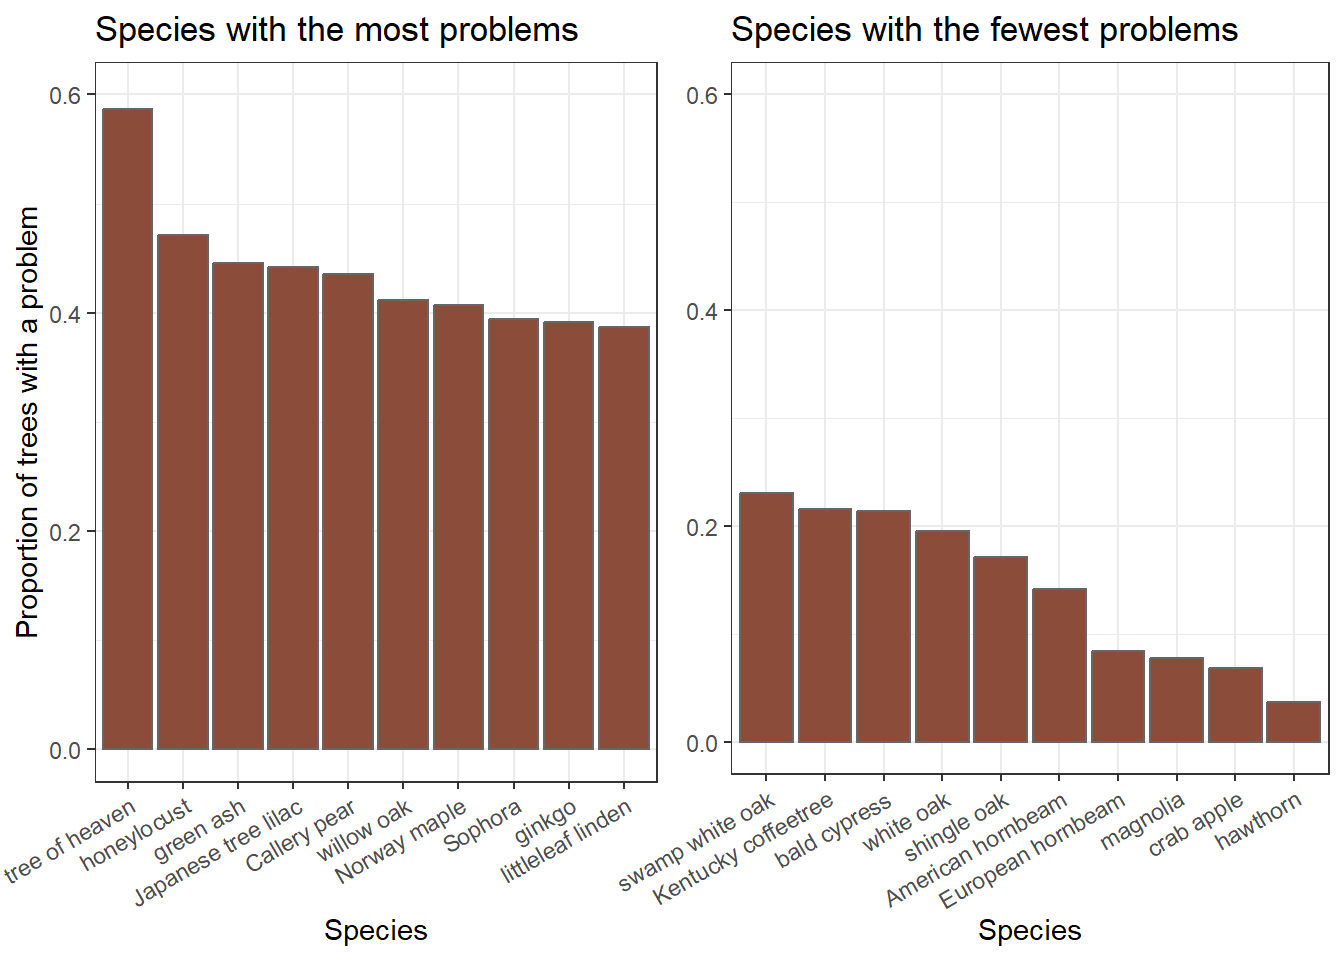 Species with the most problems
Proportion of trees with a problem
0.6
0.4
0.2
0.0
tree of heaven
honeylocust
green ash
Japanese tree lilac
Callery pear
willow oak
Norway maple
Sophora
ginkgo
littleleaf linden
Species
Species with the fewest problems
0.6
0.4
0.2
0.0
swamp white oak
Kentucky coffeetree
bald cypress
white oak
shingle oak
American hornbeam
European hornbeam
magnolia
crab apple
hawthorn
Species